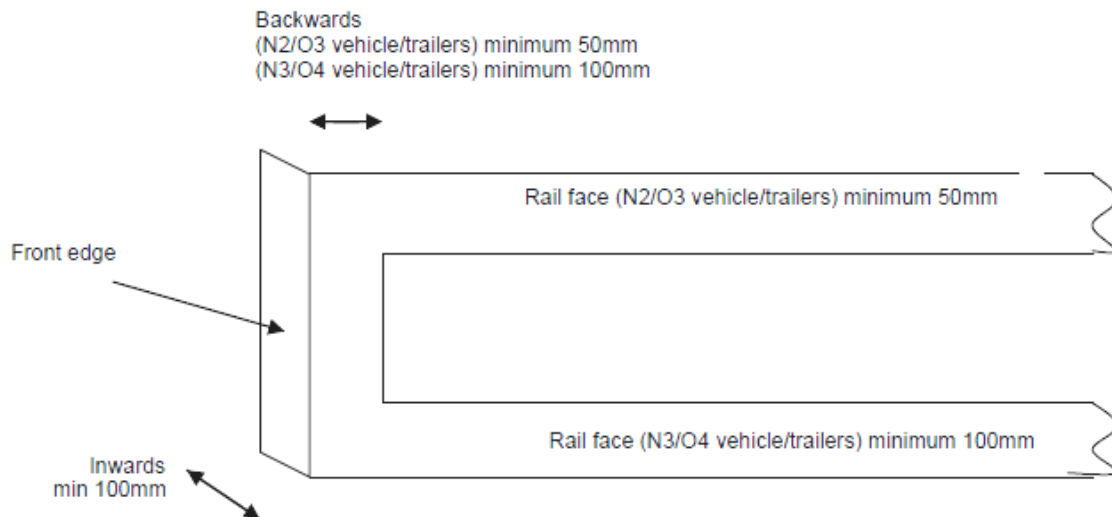 Backwards
(N2/O3 vehicle/trailers) minimum 50mm
(N3/O4 vehicle/trailers) minimum 100mm
Rail face (N2/O3 vehicle/trailers) minimum 50mm
Front edge
Rail face (N3/O4 vehicle/trailers) minimum 100mm
Inwards
min 100mm